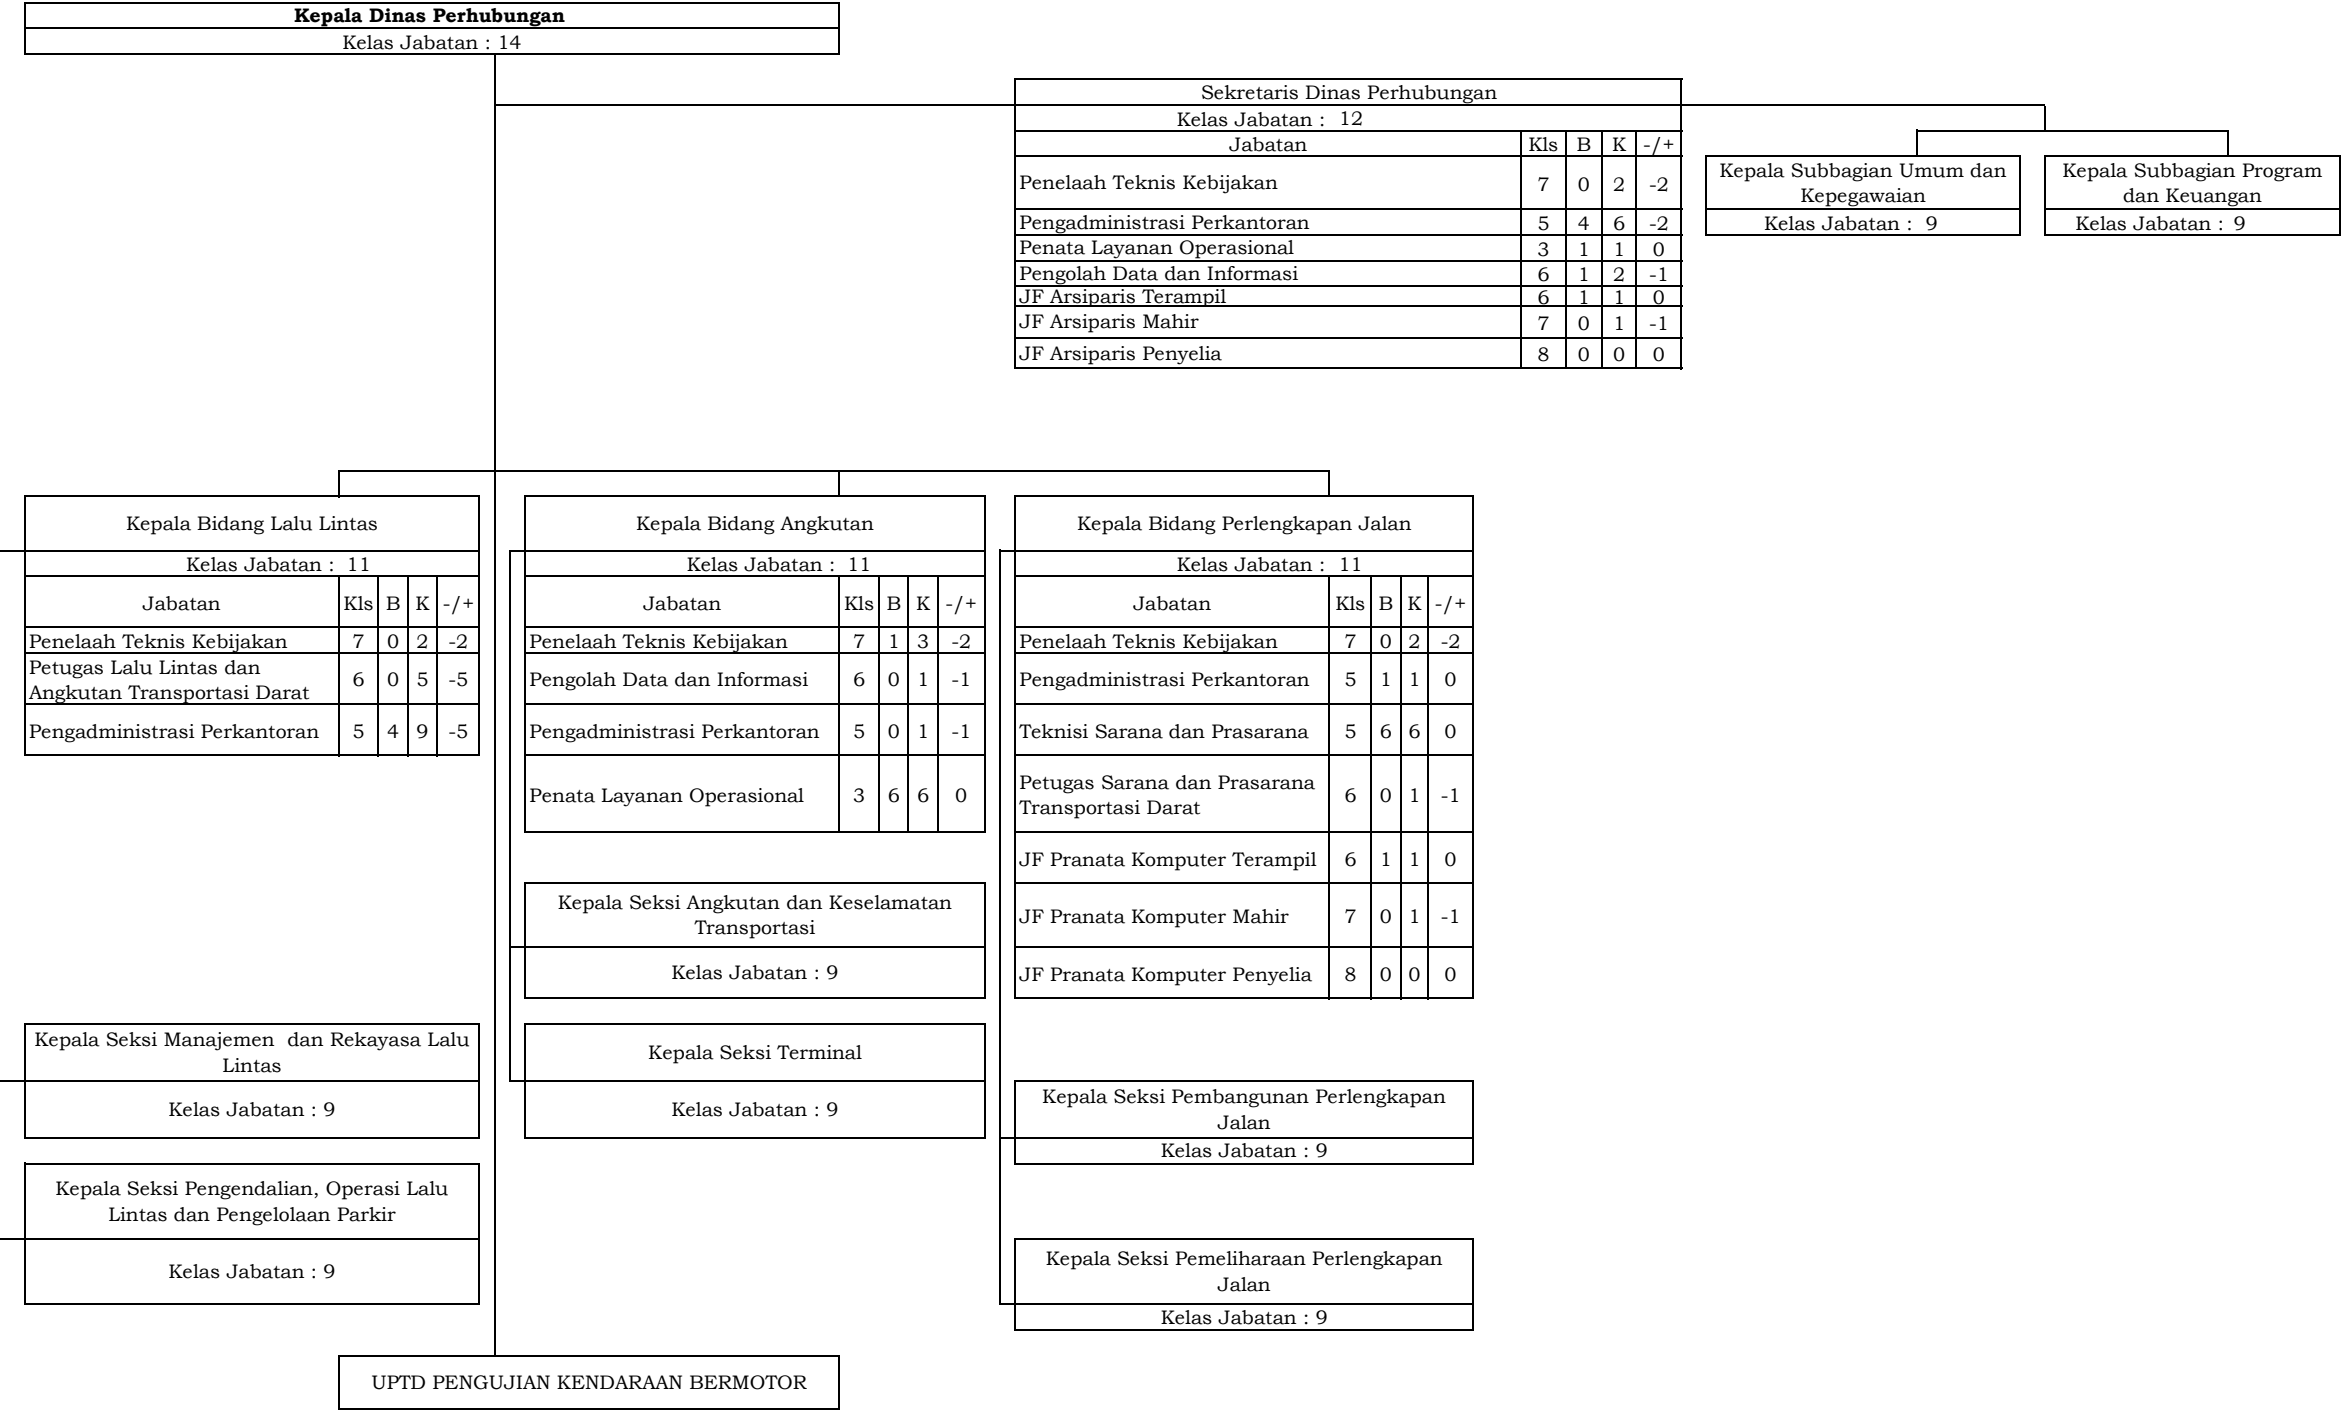 Kepala Dinas Perhubungan
Kelas Jabatan : 14
Sekretaris Dinas Perhubungan
Kelas Jabatan : 12
Jabatan Kls B K -/+
Penelaah Teknis Kebijakan 7 0 2 -2
Pengadministrasi Perkantoran 5 4 6 -2
Penata Layanan Operasional 3 1 1 0
Pengolah Data dan Informasi 6 1 2 -1
JF Arsiparis Terampil 6 1 1 0
JF Arsiparis Mahir 7 0 1 -1
JF Arsiparis Penyelia 8 0 0 0
Kepala Subbagian Umum dan
Kepegawaian
Kelas Jabatan : 9
Kepala Subbagian Program
dan Keuangan
Kelas Jabatan : 9
Kepala Bidang Lalu Lintas
Kelas Jabatan : 11
Jabatan Kls B K -/+
Penelaah Teknis Kebijakan 7 0 2 -2
Petugas Lalu Lintas dan
Angkutan Transportasi Darat 6 0 5 -5
Pengadministrasi Perkantoran 5 4 9 -5
Kepala Seksi Manajemen dan Rekayasa Lalu
Lintas
Kelas Jabatan : 9
Kepala Seksi Pengendalian, Operasi Lalu
Lintas dan Pengelolaan Parkir
Kelas Jabatan : 9
Kepala Bidang Angkutan
Kelas Jabatan : 11
Jabatan Kls B K -/+
Penelaah Teknis Kebijakan 7 1 3 -2
Pengolah Data dan Informasi 6 0 1 -1
Pengadministrasi Perkantoran 5 0 1 -1
Penata Layanan Operasional 3 6 6 0
Kepala Seksi Angkutan dan Keselamatan
Transportasi
Kelas Jabatan : 9
Kepala Seksi Terminal
Kelas Jabatan : 9
Kepala Bidang Perlengkapan Jalan
Kelas Jabatan : 11
Jabatan Kls B K -/+
Penelaah Teknis Kebijakan 7 0 2 -2
Pengadministrasi Perkantoran 5 1 1 0
Teknisi Sarana dan Prasarana 5 6 6 0
Petugas Sarana dan Prasarana
Transportasi Darat 6 0 1 -1
JF Pranata Komputer Terampil 6 1 1 0
JF Pranata Komputer Mahir 7 0 1 -1
JF Pranata Komputer Penyelia 8 0 0 0
Kepala Seksi Pembangunan Perlengkapan
Jalan
Kelas Jabatan : 9
Kepala Seksi Pemeliharaan Perlengkapan
Jalan
Kelas Jabatan : 9
UPTD PENGUJIAN KENDARAAN BERMOTOR